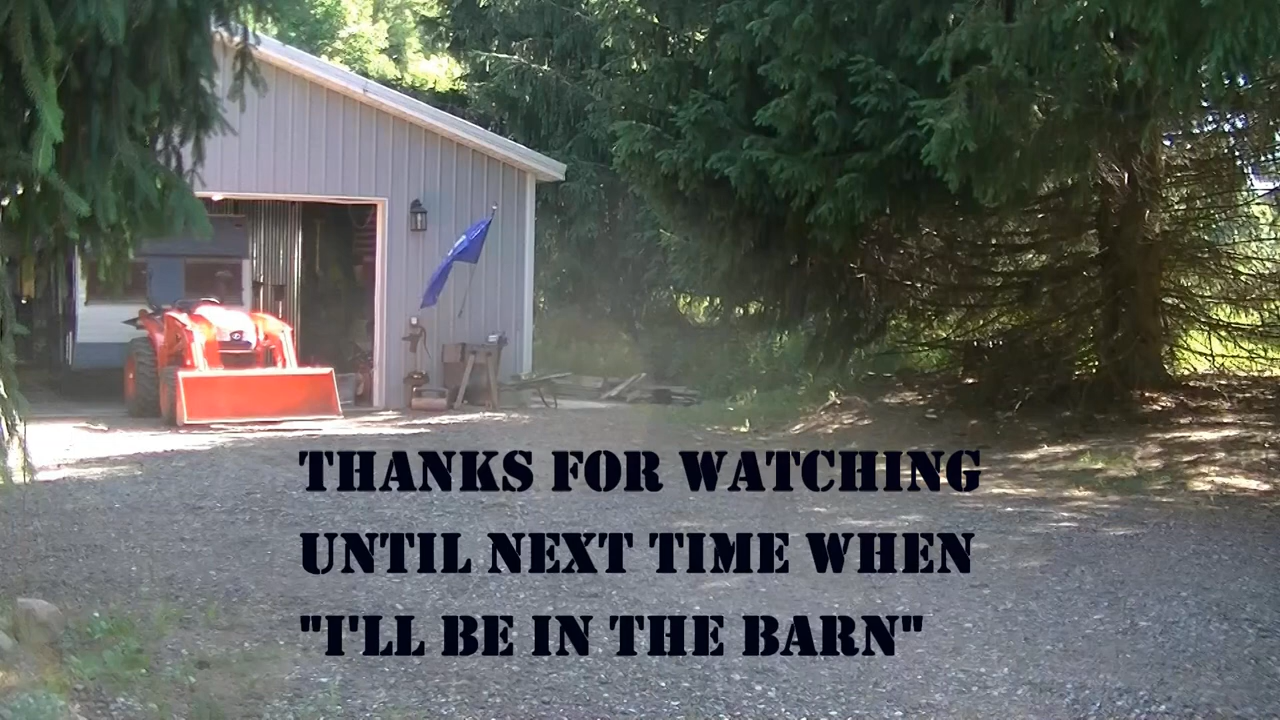 THANKS FOR WATCHING
UNTIL NEXT TIME WHEN
"I'LL BE IN THE BARN"